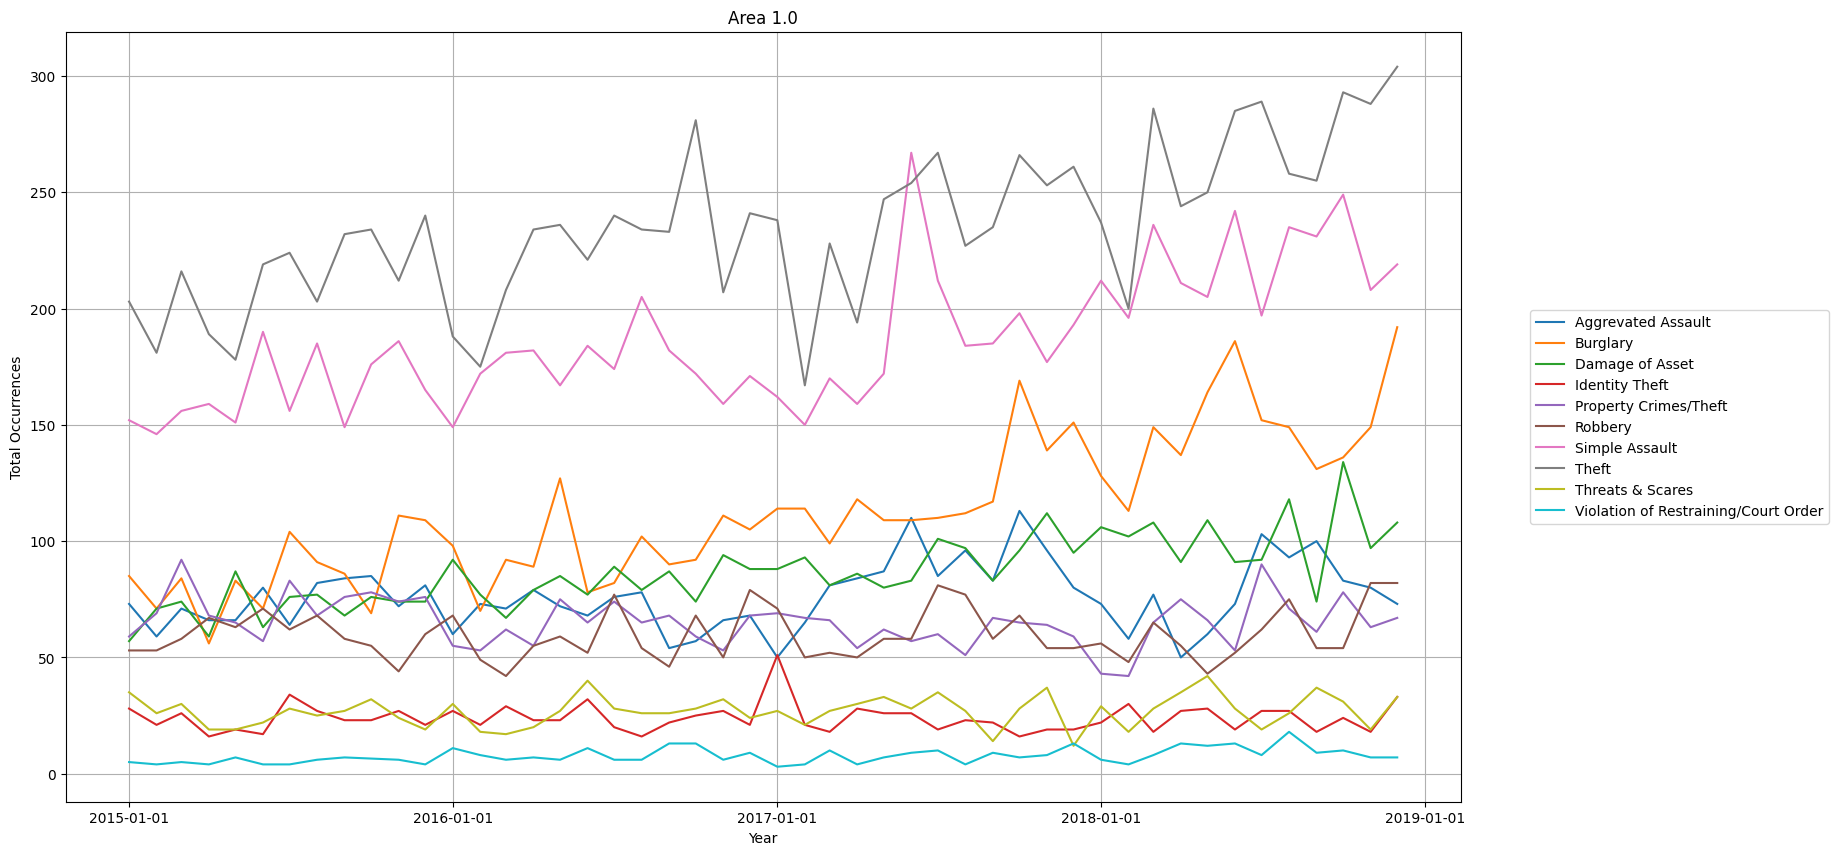 Area 1.0
Total Occurrences
300
250
200
150
100
50
0
2015-01-01
2016-01-01
2017-01-01
2018-01-01
2019-01-01
Year
Aggrevated Assault
Burglary
Damage of Asset
Identity Theft
Property Crimes/Theft
Robbery
Simple Assault
Theft
Threats & Scares
Violation of Restraining/Court Order